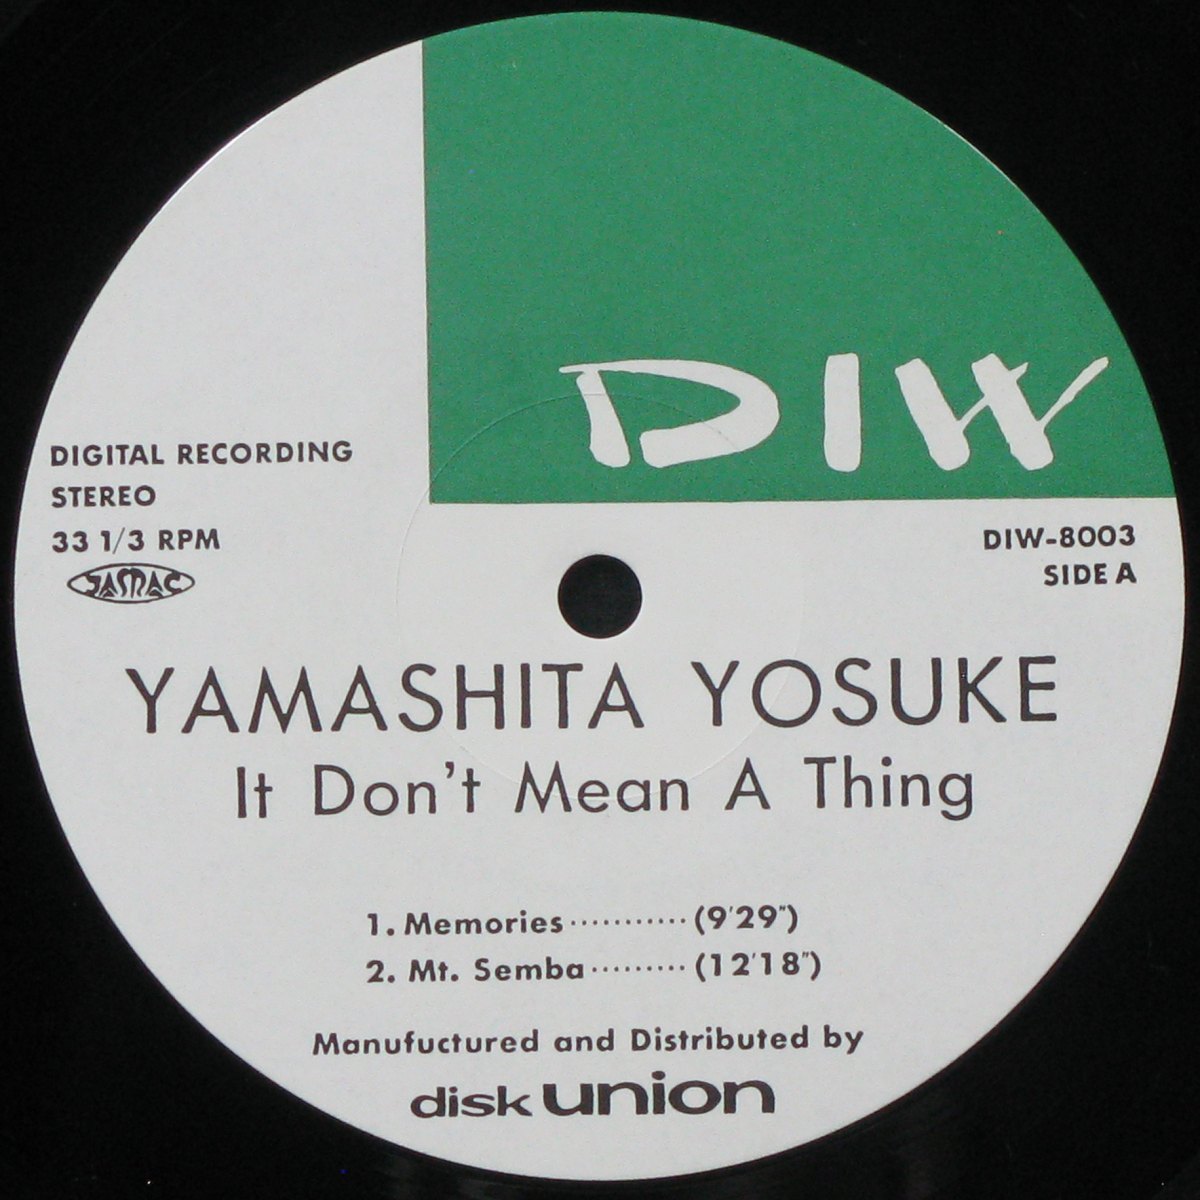 DIW
DIGITAL RECORDING
STEREO
33 1/3 RPM
JASRAC
DIW-8003
SIDE A
YAMASHITA YOSUKE
It Don't Mean A Thing
1. Memories ··········· (9'29")
2. Mt. Semba ········· (12'18")
Manufuctured and Distributed by
disk union